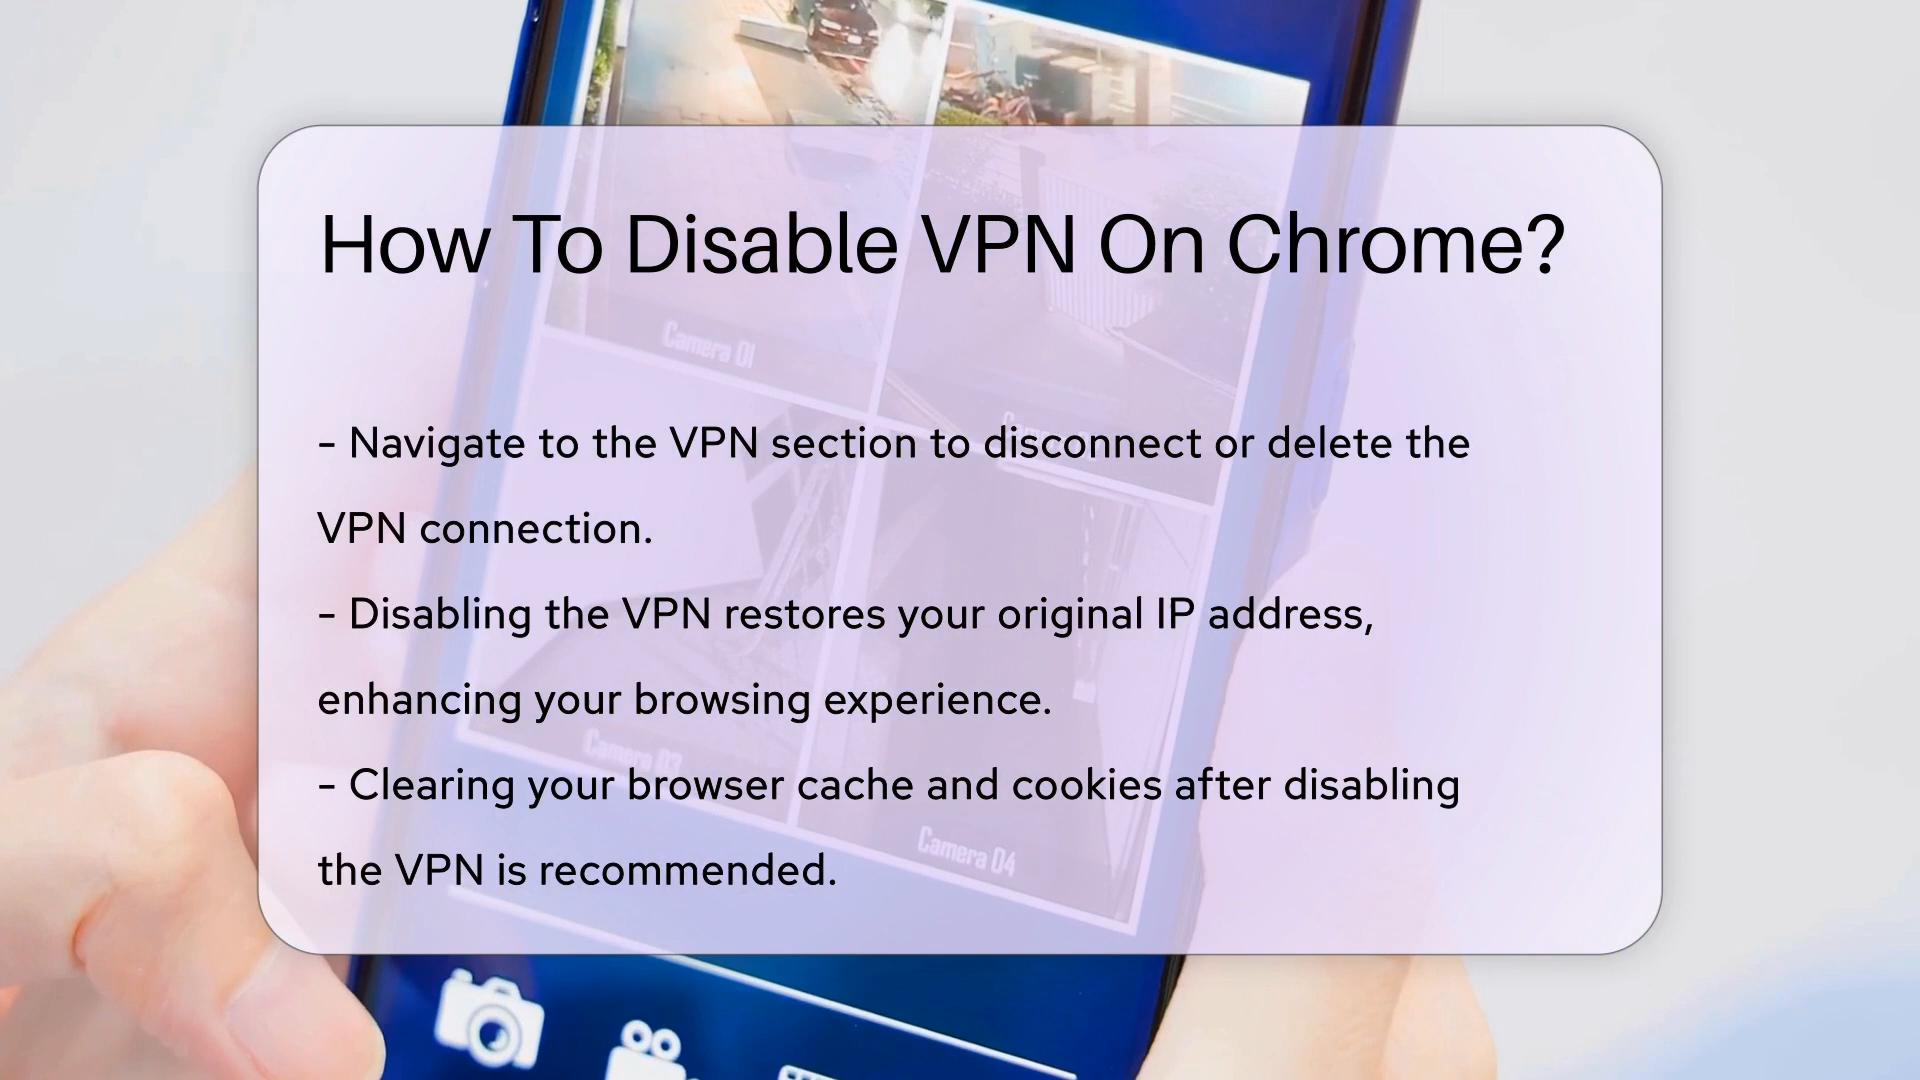 How To Disable VPN On Chrome?
Camera 01
- Navigate to the VPN section to disconnect or delete the
VPN connection.
- Disabling the VPN restores your original IP address,
enhancing your browsing experience.
Camera 03
- Clearing your browser cache and cookies after disabling
the VPN is recommended.
Camera 04